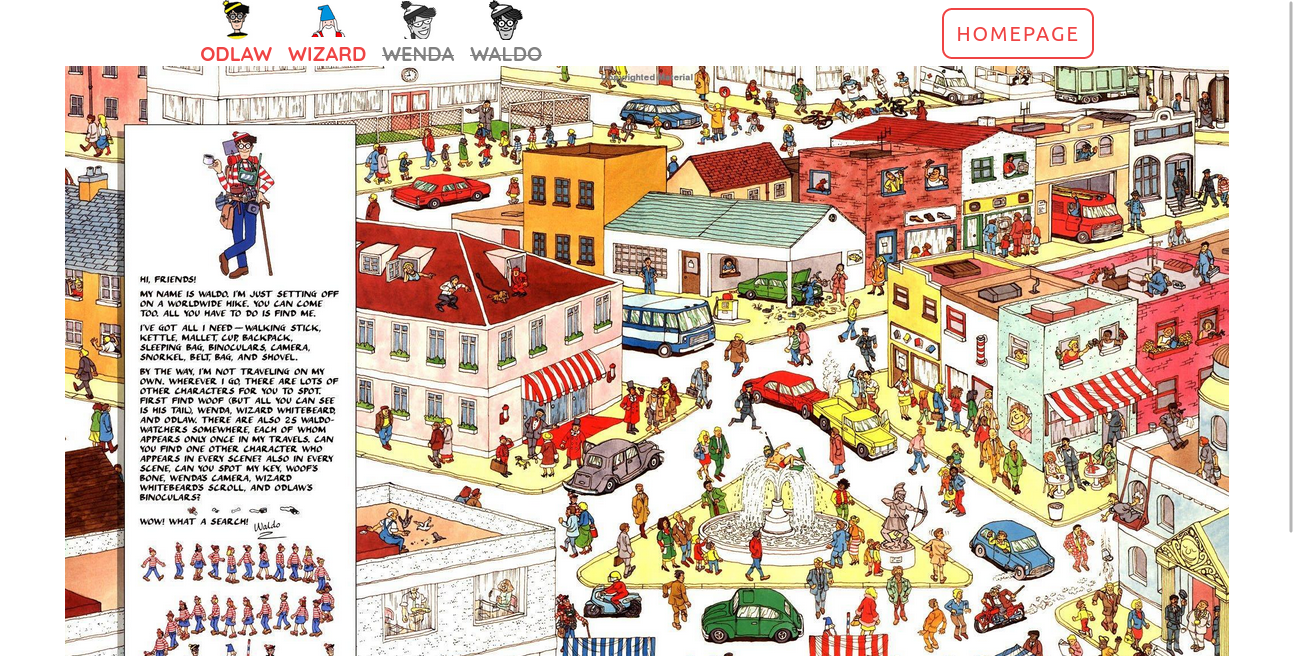 ODLAW WIZARD WENDA WALDO
HOMEPAGE
Copyrighted material
HI, FRIENDS!
MY NAME IS WALDO. I'M JUST SETTING OFF
ON A WORLDWIDE HIKE. YOU CAN COME
TOO. ALL YOU HAVE TO DO IS FIND ME.
I'VE GOT ALL I NEED—WALKING STICK,
KETTLE, MALLET, CUP, BACKPACK,
SLEEPING BAG, BINOCULARS, CAMERA,
SNORKEL, BELT, BAG, AND SHOVEL.
BY THE WAY, I'M NOT TRAVELING ON MY
OWN. WHEREVER I GO, THERE ARE LOTS OF
OTHER CHARACTERS FOR YOU TO SPOT.
FIRST FIND WOOF (BUT ALL YOU CAN SEE
IS HIS TAIL), WENDA, WIZARD WHITEBEARD,
AND ODLAW. THERE ARE ALSO 25 WALDO-
WATCHERS SOMEWHERE, EACH OF WHOM
APPEARS ONLY ONCE IN MY TRAVELS. CAN
YOU FIND ONE OTHER CHARACTER WHO
APPEARS IN EVERY SCENE? ALSO IN EVERY
SCENE, CAN YOU SPOT MY KEY, WOOF'S
BONE, WENDA'S CAMERA, WIZARD
WHITEBEARD'S SCROLL, AND ODLAW'S
BINOCULARS?
WOW! WHAT A SEARCH!
Waldo